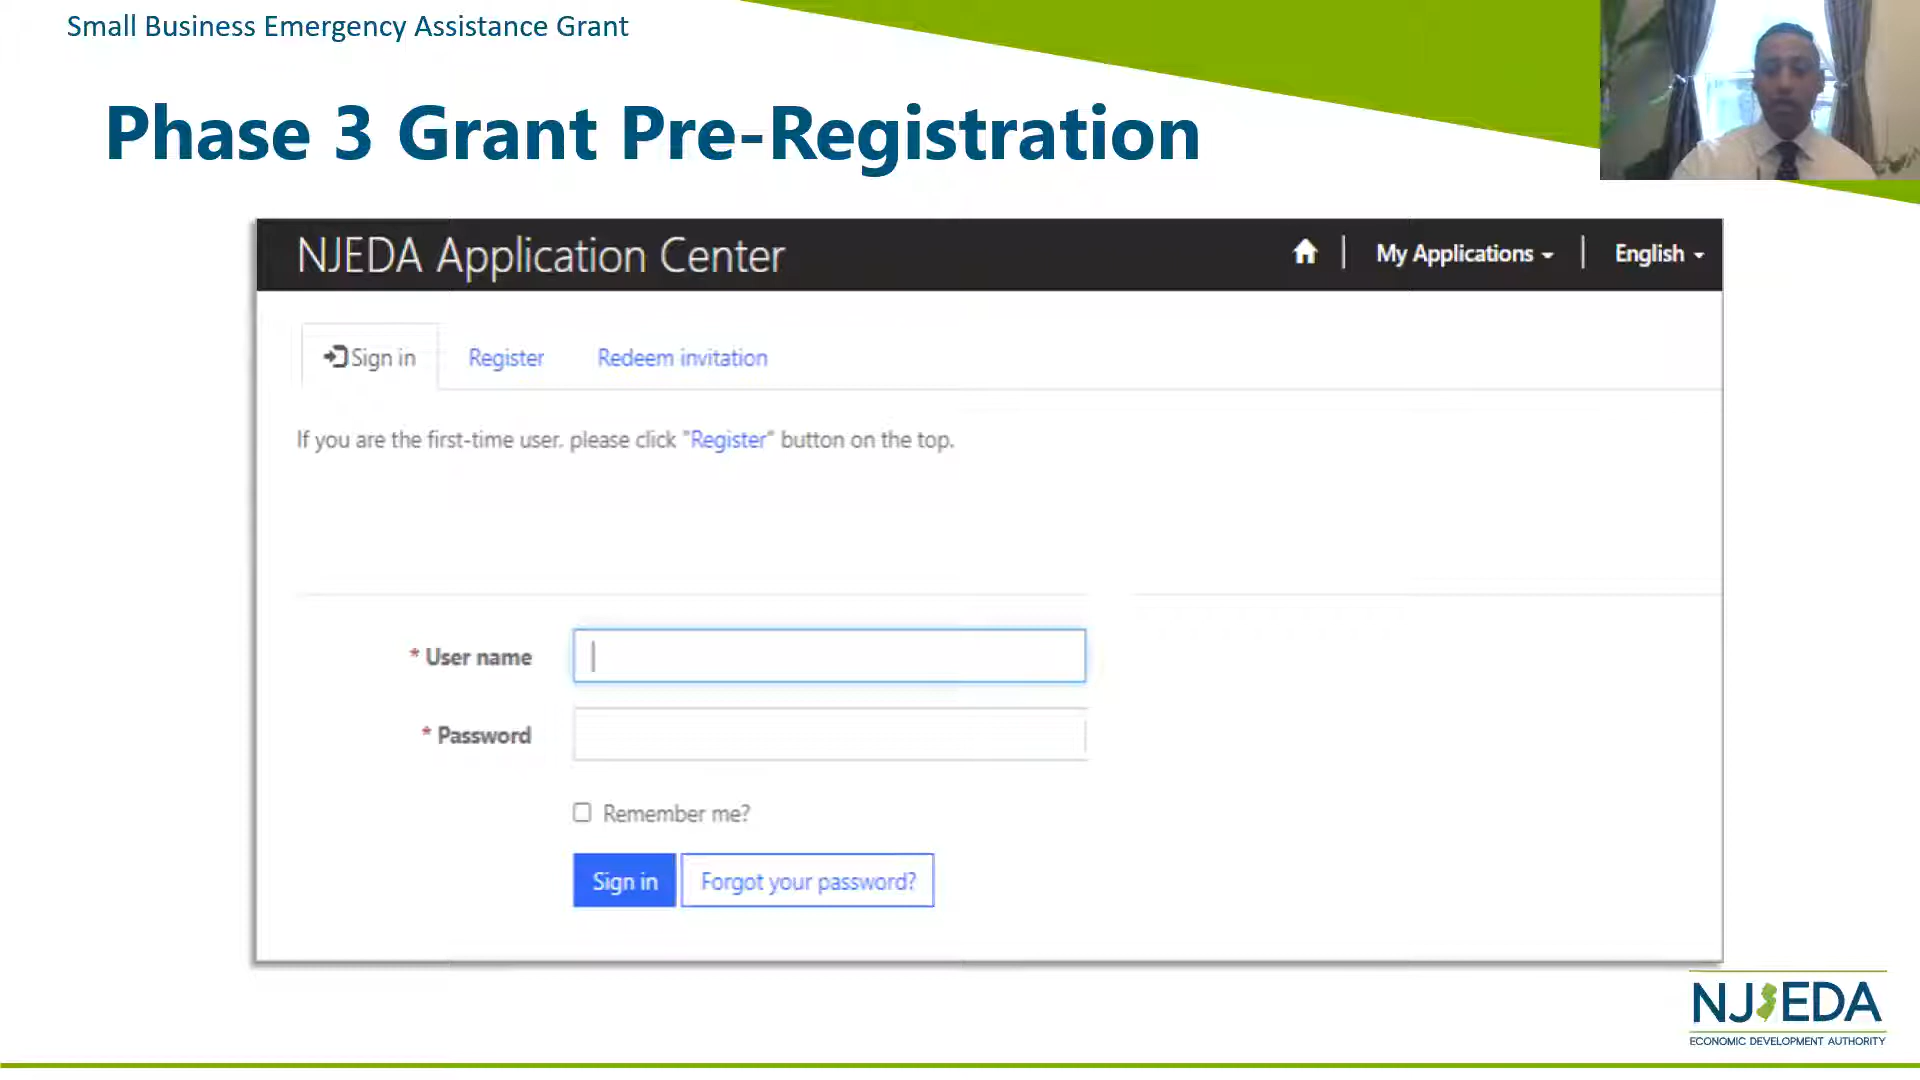 Small Business Emergency Assistance Grant
Phase 3 Grant Pre-Registration
NJEDA Application Center
My Applications
English
Sign in
Register
Redeem invitation
If you are the first-time user. please click "Register" button on the top.
* User name
* Password
Remember me?
Sign in
Forgot your password?
NJEDA
ECONOMIC DEVELOPMENT AUTHORITY